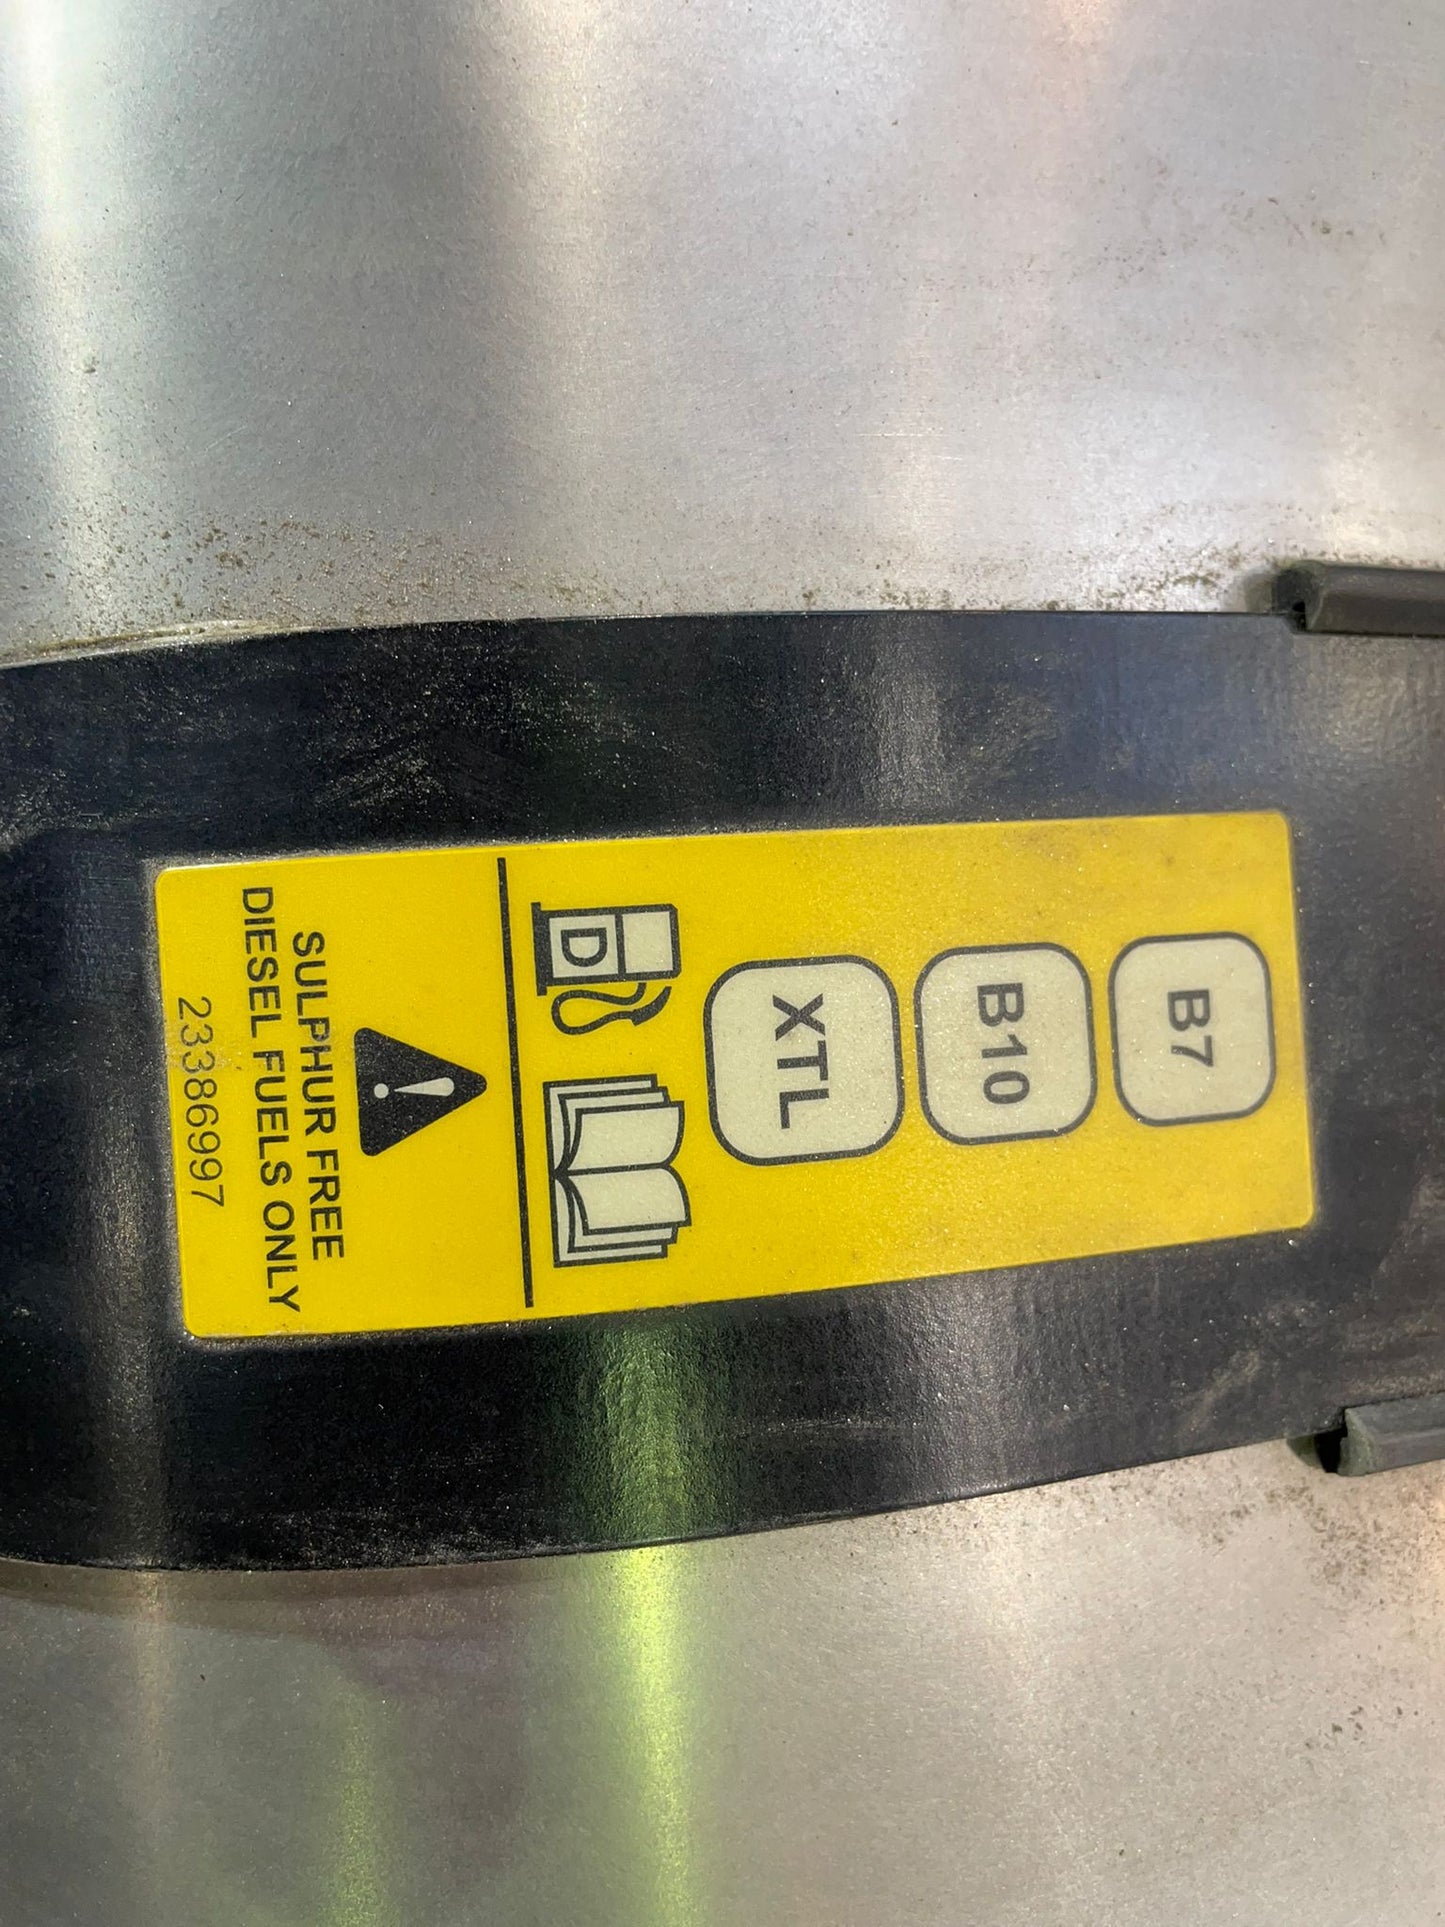 B7
B10
XTL
D
SULPHUR FREE
DIESEL FUELS ONLY
23386997